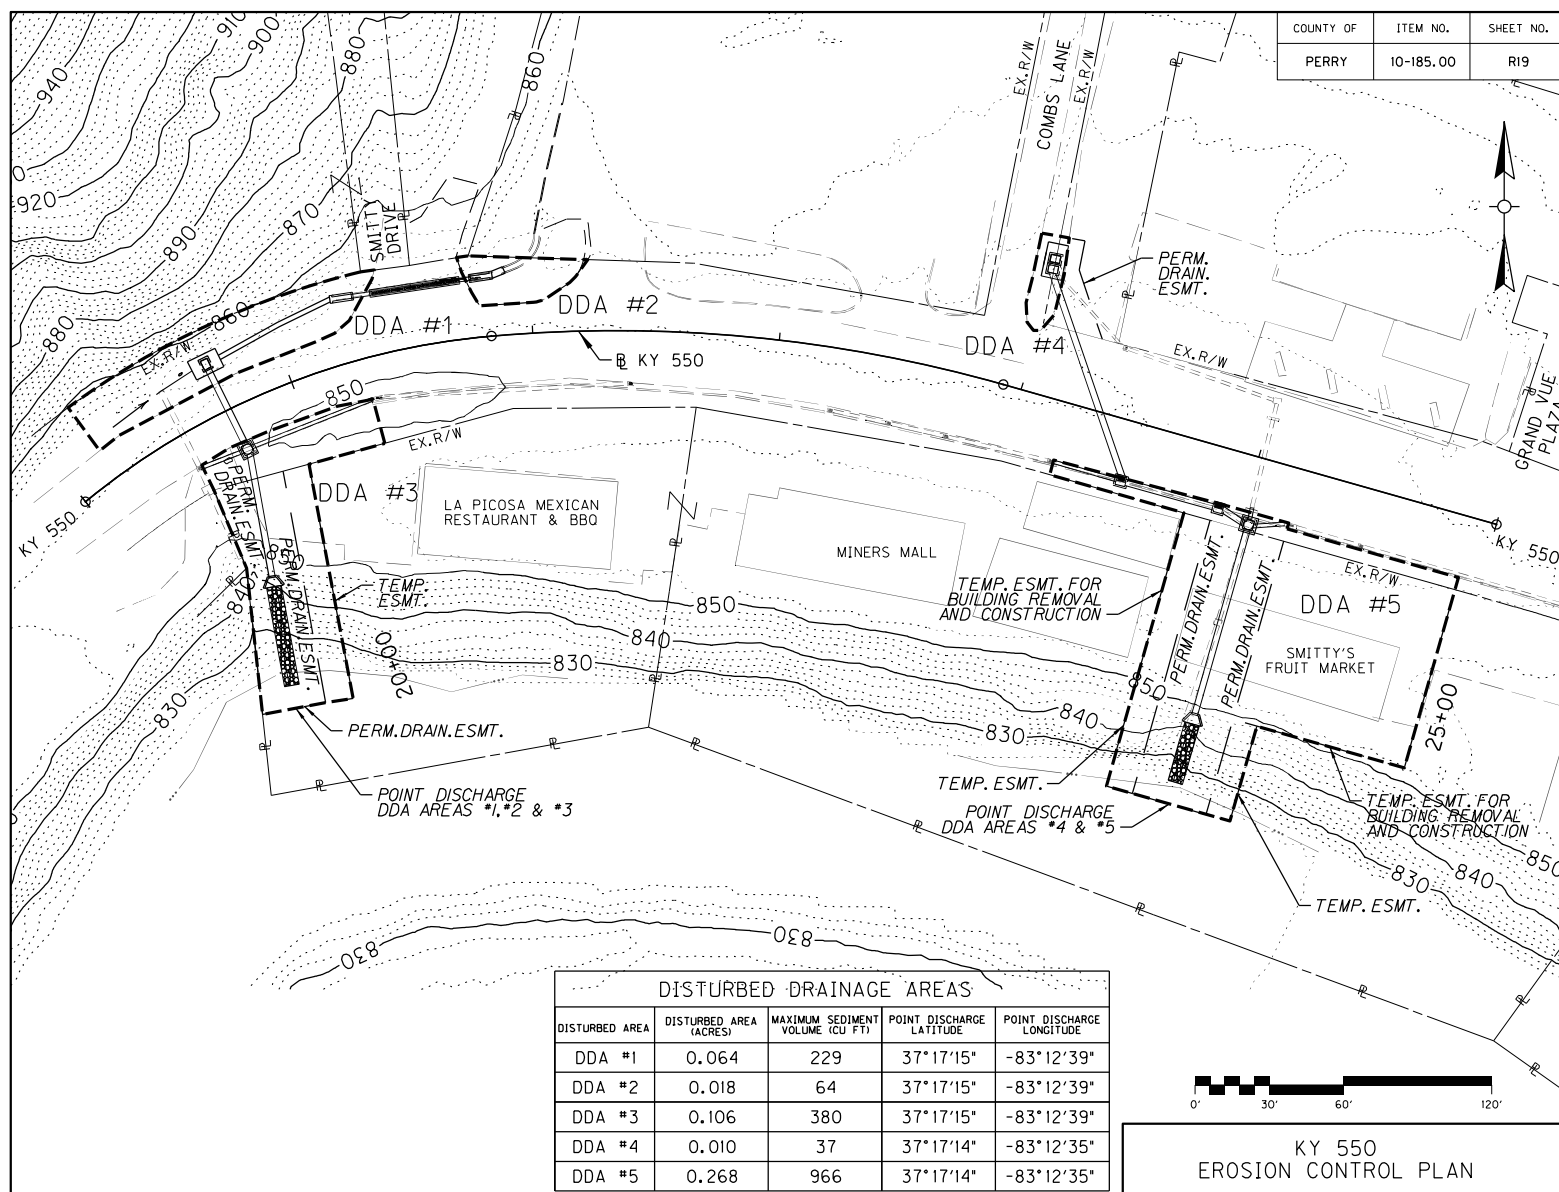 COUNTY OF ITEM NO. SHEET NO.
PERRY 10-185.00 R19
910
900
880
860
940
920
890
870
860
880
SMITY
DRIVE
EX.R/W
COMBS LANE
EX.R/W
PERM.
DRAIN.
ESMT.
DDA #1
DDA #2
DDA #4
EX.R/W
℄ KY 550
EX.R/W
GRAND VUE
PLAZA
850
EX.R/W
DDA #3
LA PICOSA MEXICAN
RESTAURANT & BBQ
MINERS MALL
KY 550
KY 550
PERM.
DRAIN.ESMT.
PERM.DRAIN.ESMT.
850
840
830
TEMP.
ESMT.
20+00
850
840
830
TEMP. ESMT. FOR
BUILDING REMOVAL
AND CONSTRUCTION
PERM.DRAIN.ESMT.
PERM.DRAIN.ESMT.
EX.R/W
DDA #5
SMITTY'S
FRUIT MARKET
25+00
850
840
830
PERM.DRAIN.ESMT.
POINT DISCHARGE
DDA AREAS #1,#2 & #3
TEMP. ESMT.
POINT DISCHARGE
DDA AREAS #4 & #5
TEMP. ESMT. FOR
BUILDING REMOVAL
AND CONSTRUCTION
850
840
830
TEMP. ESMT.
830
830
DISTURBED DRAINAGE AREAS
DISTURBED AREA DISTURBED AREA (ACRES) MAXIMUM SEDIMENT VOLUME (CU FT) POINT DISCHARGE LATITUDE POINT DISCHARGE LONGITUDE
DDA #1 0.064 229 37°17'15" -83°12'39"
DDA #2 0.018 64 37°17'15" -83°12'39"
DDA #3 0.106 380 37°17'15" -83°12'39"
DDA #4 0.010 37 37°17'14" -83°12'35"
DDA #5 0.268 966 37°17'14" -83°12'35"
0' 30' 60' 120'
KY 550
EROSION CONTROL PLAN